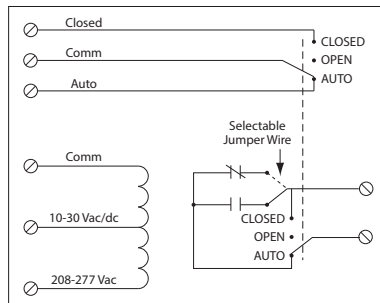 Closed
CLOSED
Comm
OPEN
AUTO
Auto
Selectable
Jumper Wire
Comm
10-30 Vac/dc
CLOSED
OPEN
AUTO
208-277 Vac